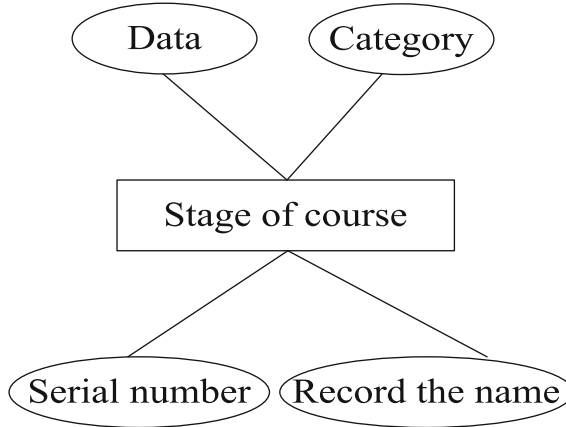 Data
Category
Stage of course
Serial number
Record the name